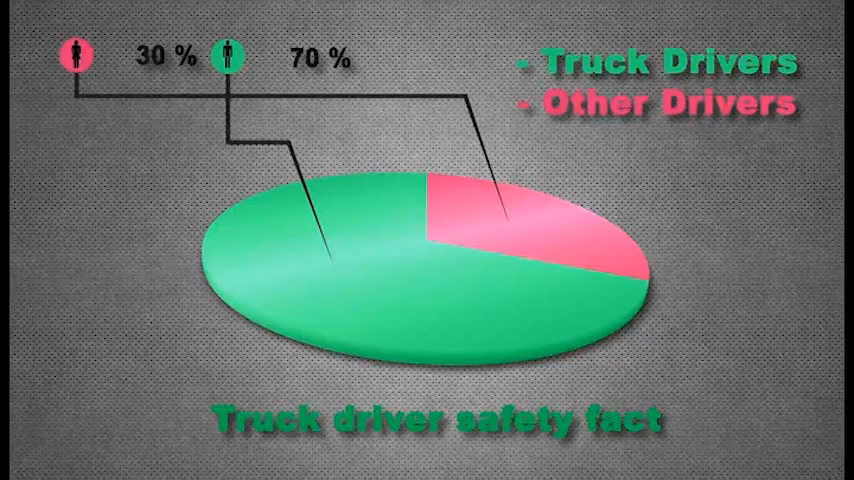 30 % 70 %
- Truck Drivers
- Other Drivers
Truck driver safety fact